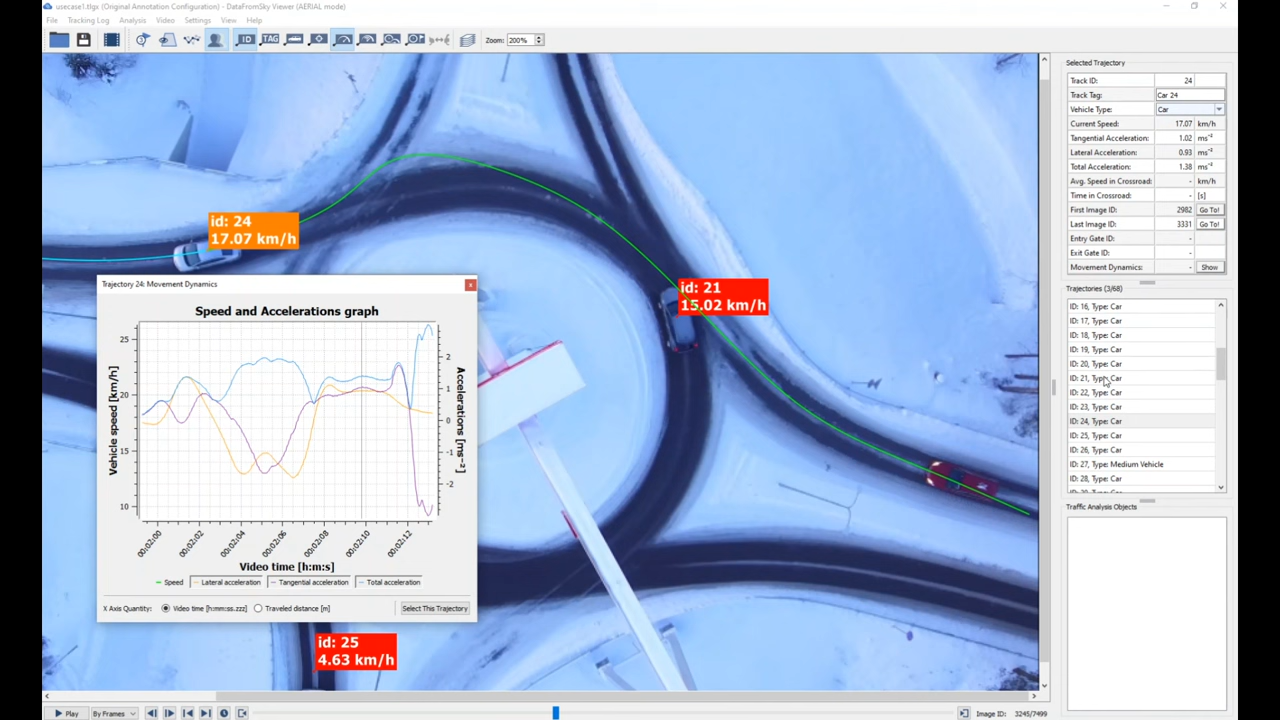 usecase1.tlgx (Original Annotation Configuration) - DataFromSky Viewer (AERIAL mode)
File Tracking Log Analysis Video Settings View Help
ID TAG Zoom: 200%
id: 24
17.07 km/h
id: 21
15.02 km/h
id: 25
4.63 km/h
Trajectory 24: Movement Dynamics
Speed and Accelerations graph
Vehicle speed [km/h]
25
20
15
10
Accelerations [ms⁻²]
2
1
0
-1
-2
00:02:00 00:02:02 00:02:04 00:02:06 00:02:08 00:02:10 00:02:12
Video time [h:m:s]
Speed Lateral acceleration Tangential acceleration Total acceleration
X Axis Quantity: Video time [h:mm:ss.zzz] Traveled distance [m] Select This Trajectory
Play By Frames Image ID: 3245/7499
Selected Trajectory
Track ID: 24
Track Tag: Car 24
Vehicle Type: Car
Current Speed: 17.07 km/h
Tangential Acceleration: 1.02 ms⁻²
Lateral Acceleration: 0.93 ms⁻²
Total Acceleration: 1.38 ms⁻²
Avg. Speed in Crossroad: - km/h
Time in Crossroad: - [s]
First Image ID: 2982 Go To!
Last Image ID: 3331 Go To!
Entry Gate ID: -
Exit Gate ID: -
Movement Dynamics: - Show
Trajectories (3/68)
ID: 16, Type: Car
ID: 17, Type: Car
ID: 18, Type: Car
ID: 19, Type: Car
ID: 20, Type: Car
ID: 21, Type: Car
ID: 22, Type: Car
ID: 23, Type: Car
ID: 24, Type: Car
ID: 25, Type: Car
ID: 26, Type: Car
ID: 27, Type: Medium Vehicle
ID: 28, Type: Car
Traffic Analysis Objects